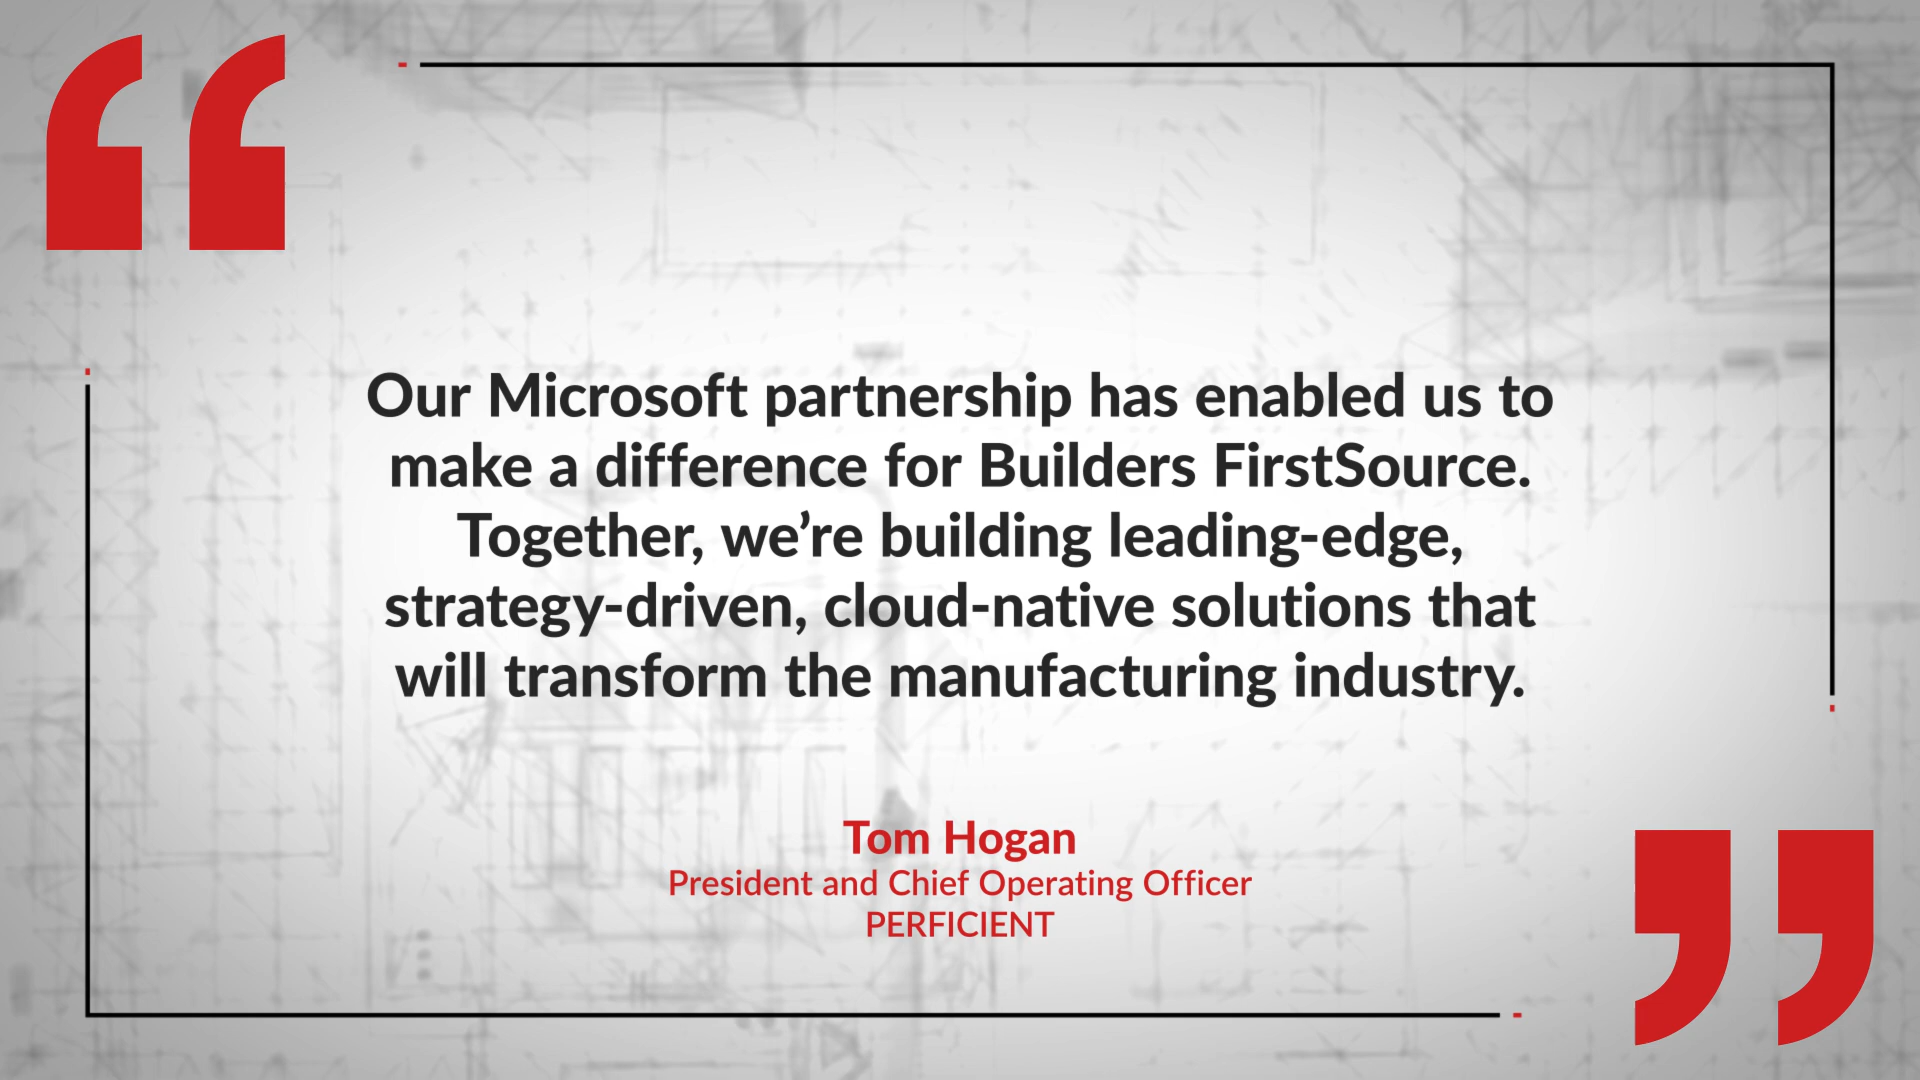 Our Microsoft partnership has enabled us to
make a difference for Builders FirstSource.
Together, we’re building leading-edge,
strategy-driven, cloud-native solutions that
will transform the manufacturing industry.
Tom Hogan
President and Chief Operating Officer
PERFICIENT